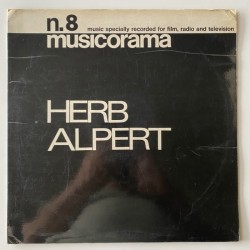 n.8
music specially recorded for film, radio and television
musicorama
HERB
ALPERT